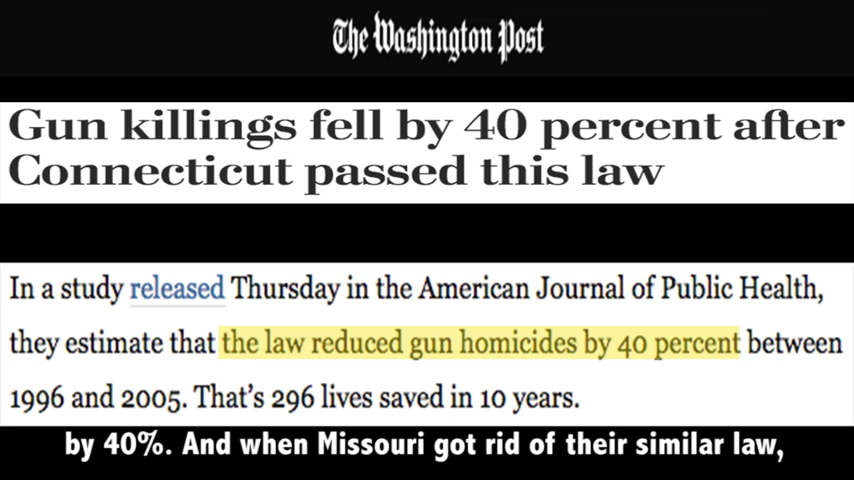 The Washington Post
Gun killings fell by 40 percent after
Connecticut passed this law
In a study released Thursday in the American Journal of Public Health,
they estimate that the law reduced gun homicides by 40 percent between
1996 and 2005. That's 296 lives saved in 10 years.
by 40%. And when Missouri got rid of their similar law,